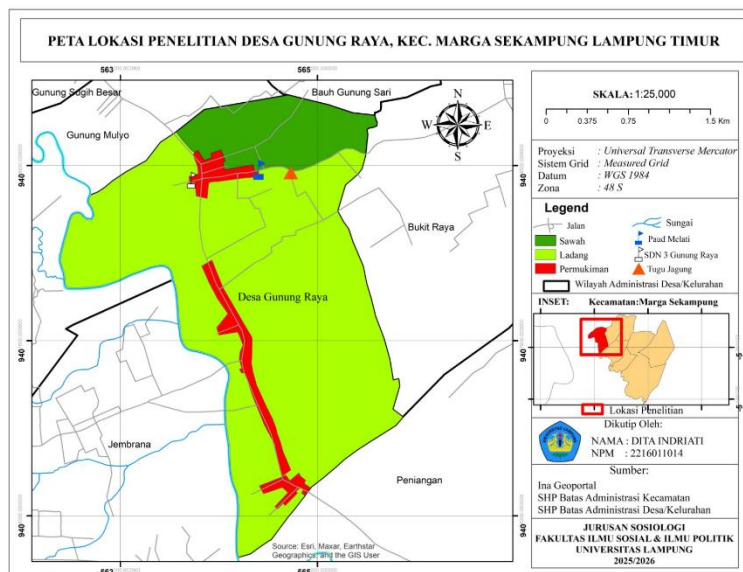 PETA LOKASI PENELITIAN DESA GUNUNG RAYA, KEC. MARGA SEKAMPUNG LAMPUNG TIMUR
563
565
Gunung Sugih Besar
Bauh Gunung Sari
Gunung Mulyo
N
W
E
S
940
940
Bukit Raya
Desa Gunung Raya
940
940
Jembrana
Peniangan
940
940
Source: Esri, Maxar, Earthstar
Geographics, and the GIS User
563
565
SKALA: 1:25,000
0 0.375 0.75 1.5 Km
Proyeksi : Universal Transverse Mercator
Sistem Grid : Measured Grid
Datum : WGS 1984
Zona : 48 S
Legend
Jalan
Sungai
Sawah
Paud Mclati
Ladang
SDN 3 Gunung Raya
Permukiman
Tugu Jagung
Wilayah Administrasi Desa/Kelurahan
INSET: Kecamatan:Marga Sekampung
Lokasi Penelitian
Dikutip Oleh:
NAMA : DITA INDRIATI
NPM : 2216011014
Sumber:
Ina Geoportal
SHP Batas Administrasi Kecamatan
SHP Batas Administrasi Desa/Kelurahan
JURUSAN SOSIOLOGI
FAKULTAS ILMU SOSIAL & ILMU POLITIK
UNIVERSITAS LAMPUNG
2025/2026